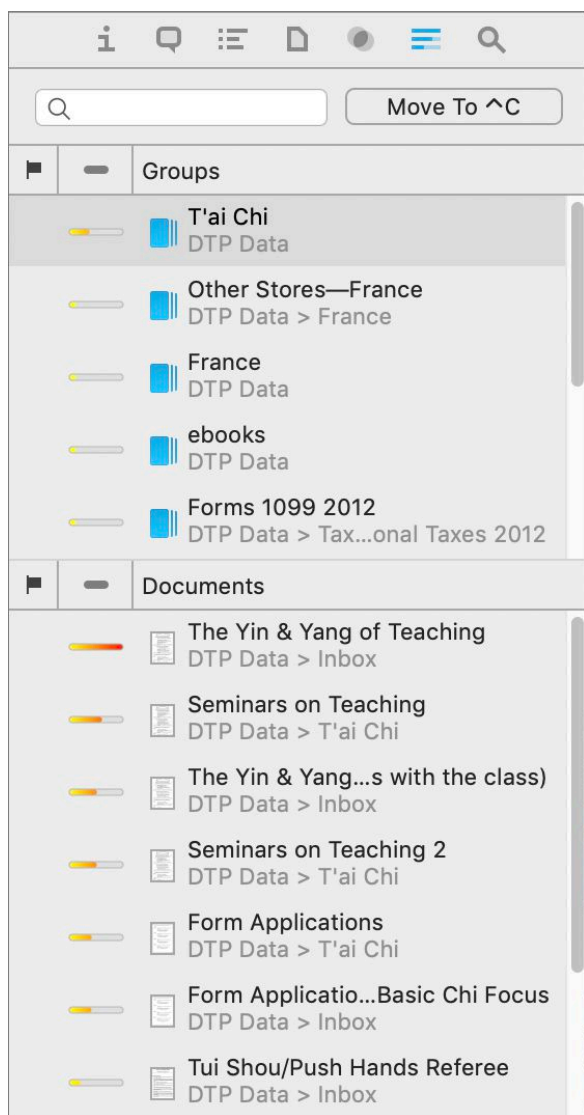 Move To ^C
Groups
T'ai Chi
DTP Data
Other Stores—France
DTP Data > France
France
DTP Data
ebooks
DTP Data
Forms 1099 2012
DTP Data > Tax...onal Taxes 2012
Documents
The Yin & Yang of Teaching
DTP Data > Inbox
Seminars on Teaching
DTP Data > T'ai Chi
The Yin & Yang...s with the class)
DTP Data > Inbox
Seminars on Teaching 2
DTP Data > T'ai Chi
Form Applications
DTP Data > T'ai Chi
Form Applicatio...Basic Chi Focus
DTP Data > Inbox
Tui Shou/Push Hands Referee
DTP Data > Inbox